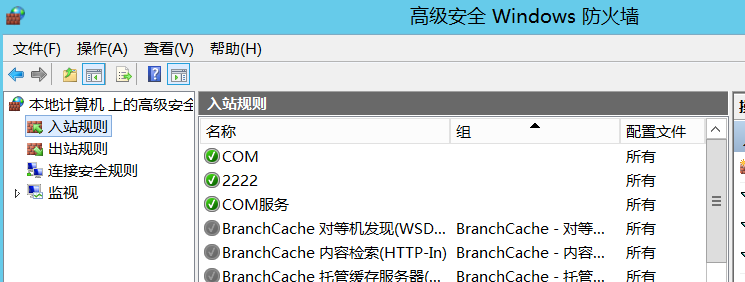 高级安全 Windows 防火墙
文件(F) 操作(A) 查看(V) 帮助(H)
本地计算机 上的高级安全
入站规则
出站规则
连接安全规则
监视
入站规则
名称 组 配置文件
COM 所有
2222 所有
COM服务 所有
BranchCache 对等机发现(WSD... BranchCache - 对等... 所有
BranchCache 内容检索(HTTP-In) BranchCache - 内容... 所有
BranchCache 托管缓存服务器(... BranchCache - 托管... 所有